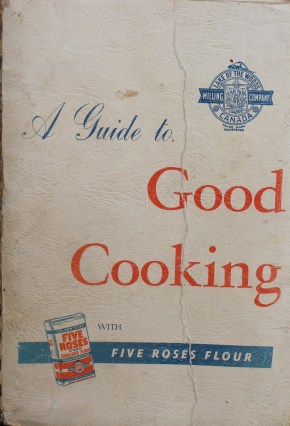 LAKE OF THE WOODS
MILLING COMPANY
CANADA
A Guide to
Good
Cooking
WITH
FIVE
ROSES
FIVE ROSES FLOUR